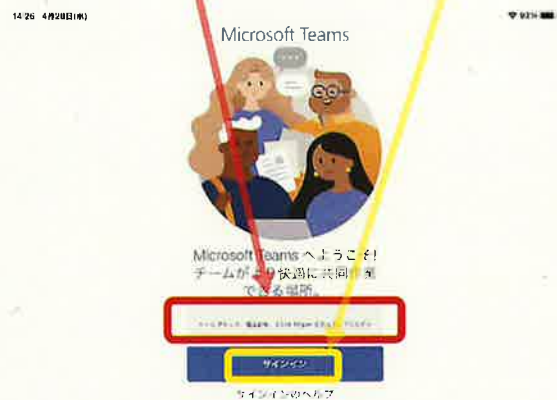 14:26 4月20日(水)
93%
Microsoft Teams
Microsoft Teams へようこそ!
チームがより快適に共同作業
できる場所。
サインイン
サインインのヘルプ